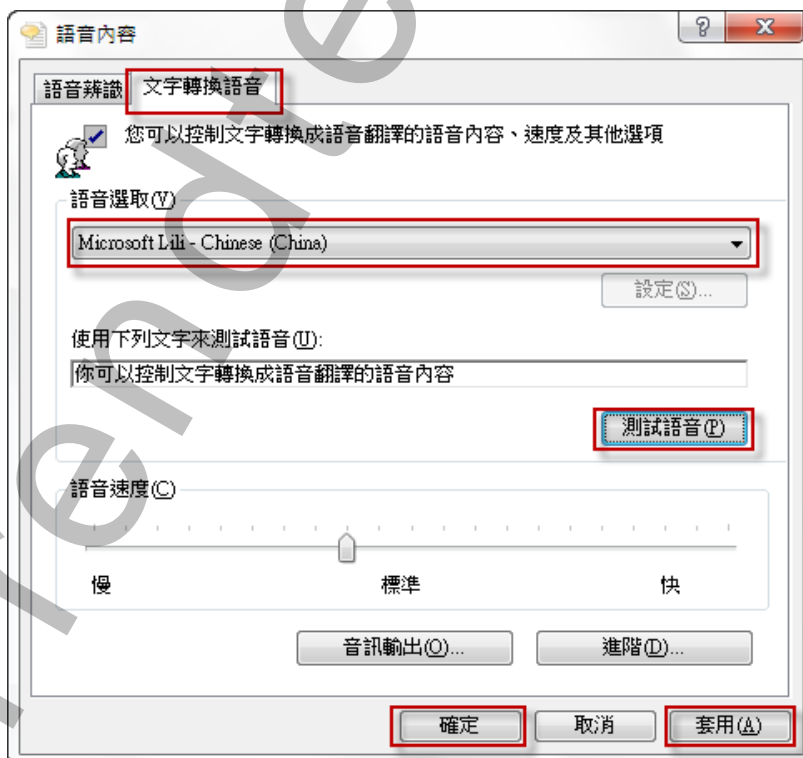 語音內容
語音辨識 文字轉換語音
您可以控制文字轉換成語音翻譯的語音內容、速度及其他選項
語音選取(V)
Microsoft Lili - Chinese (China)
設定(S)...
使用下列文字來測試語音(U):
你可以控制文字轉換成語音翻譯的語音內容
測試語音(P)
語音速度(C)
慢 標準 快
音訊輸出(O)... 進階(D)...
確定 取消 套用(A)